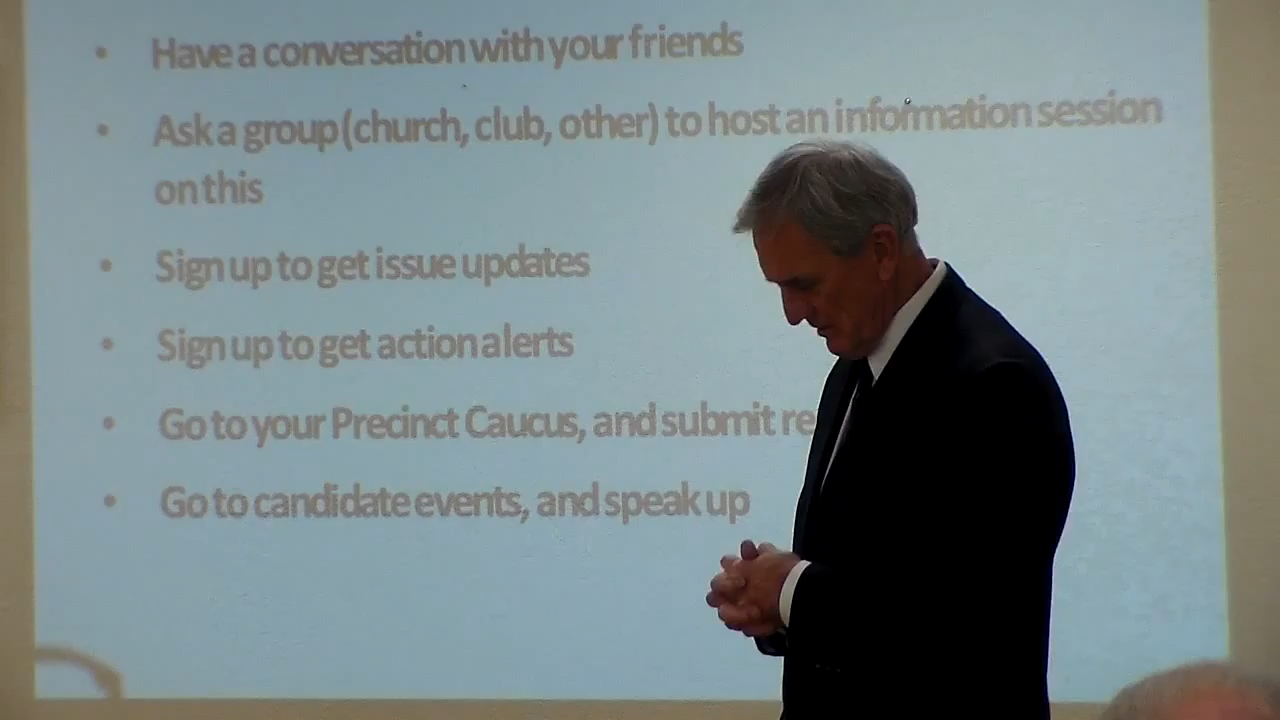 • Have a conversation with your friends
• Ask a group (church, club, other) to host an information session
on this
• Sign up to get issue updates
• Sign up to get action alerts
• Go to your Precinct Caucus, and submit
• Go to candidate events, and speak up